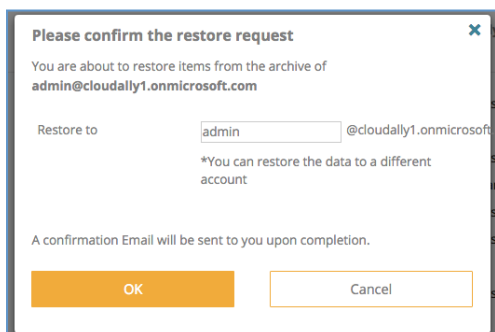 Please confirm the restore request
You are about to restore items from the archive of
admin@cloudally1.onmicrosoft.com
Restore to admin @cloudally1.onmicrosoft
*You can restore the data to a different
account
A confirmation Email will be sent to you upon completion.
OK Cancel